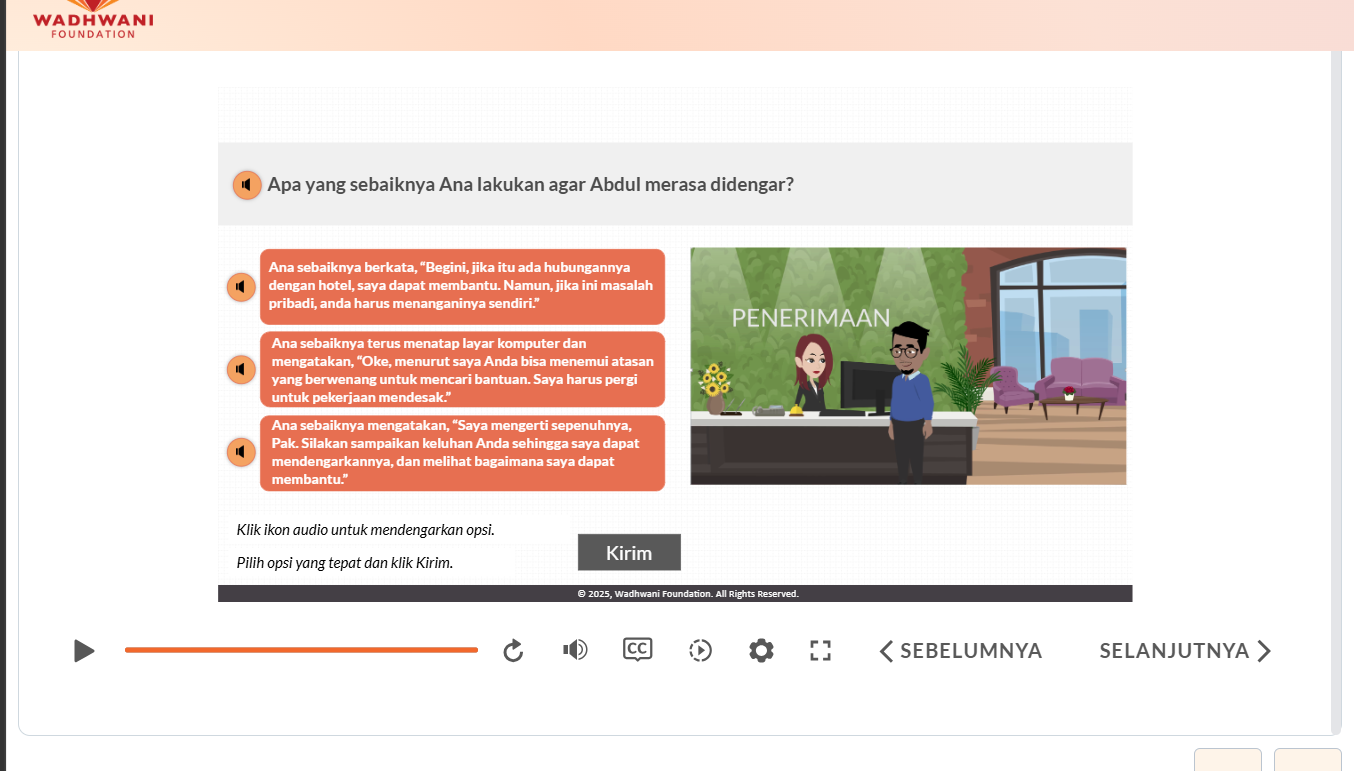 WADHWANI
FOUNDATION
Apa yang sebaiknya Ana lakukan agar Abdul merasa didengar?
Ana sebaiknya berkata, “Begini, jika itu ada hubungannya
dengan hotel, saya dapat membantu. Namun, jika ini masalah
pribadi, anda harus menanganinya sendiri.”
Ana sebaiknya terus menatap layar komputer dan
mengatakan, “Oke, menurut saya Anda bisa menemui atasan
yang berwenang untuk mencari bantuan. Saya harus pergi
untuk pekerjaan mendesak.”
Ana sebaiknya mengatakan, “Saya mengerti sepenuhnya,
Pak. Silakan sampaikan keluhan Anda sehingga saya dapat
mendengarkannya, dan melihat bagaimana saya dapat
membantu.”
PENERIMAAN
Klik ikon audio untuk mendengarkan opsi.
Pilih opsi yang tepat dan klik Kirim.
Kirim
© 2025, Wadhwani Foundation. All Rights Reserved.
CC
SEBELUMNYA
SELANJUTNYA